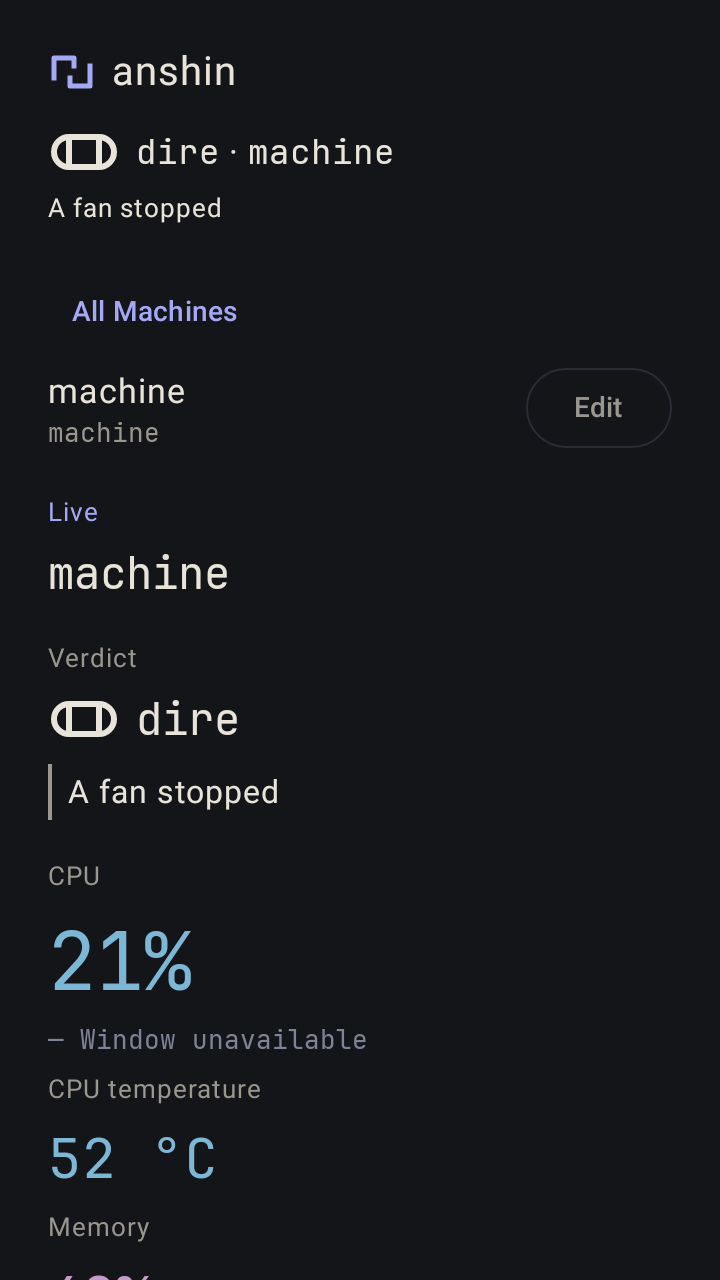 anshin
dire · machine
A fan stopped
All Machines
machine
Edit
machine
Live
machine
Verdict
dire
A fan stopped
CPU
21%
— Window unavailable
CPU temperature
52 °C
Memory